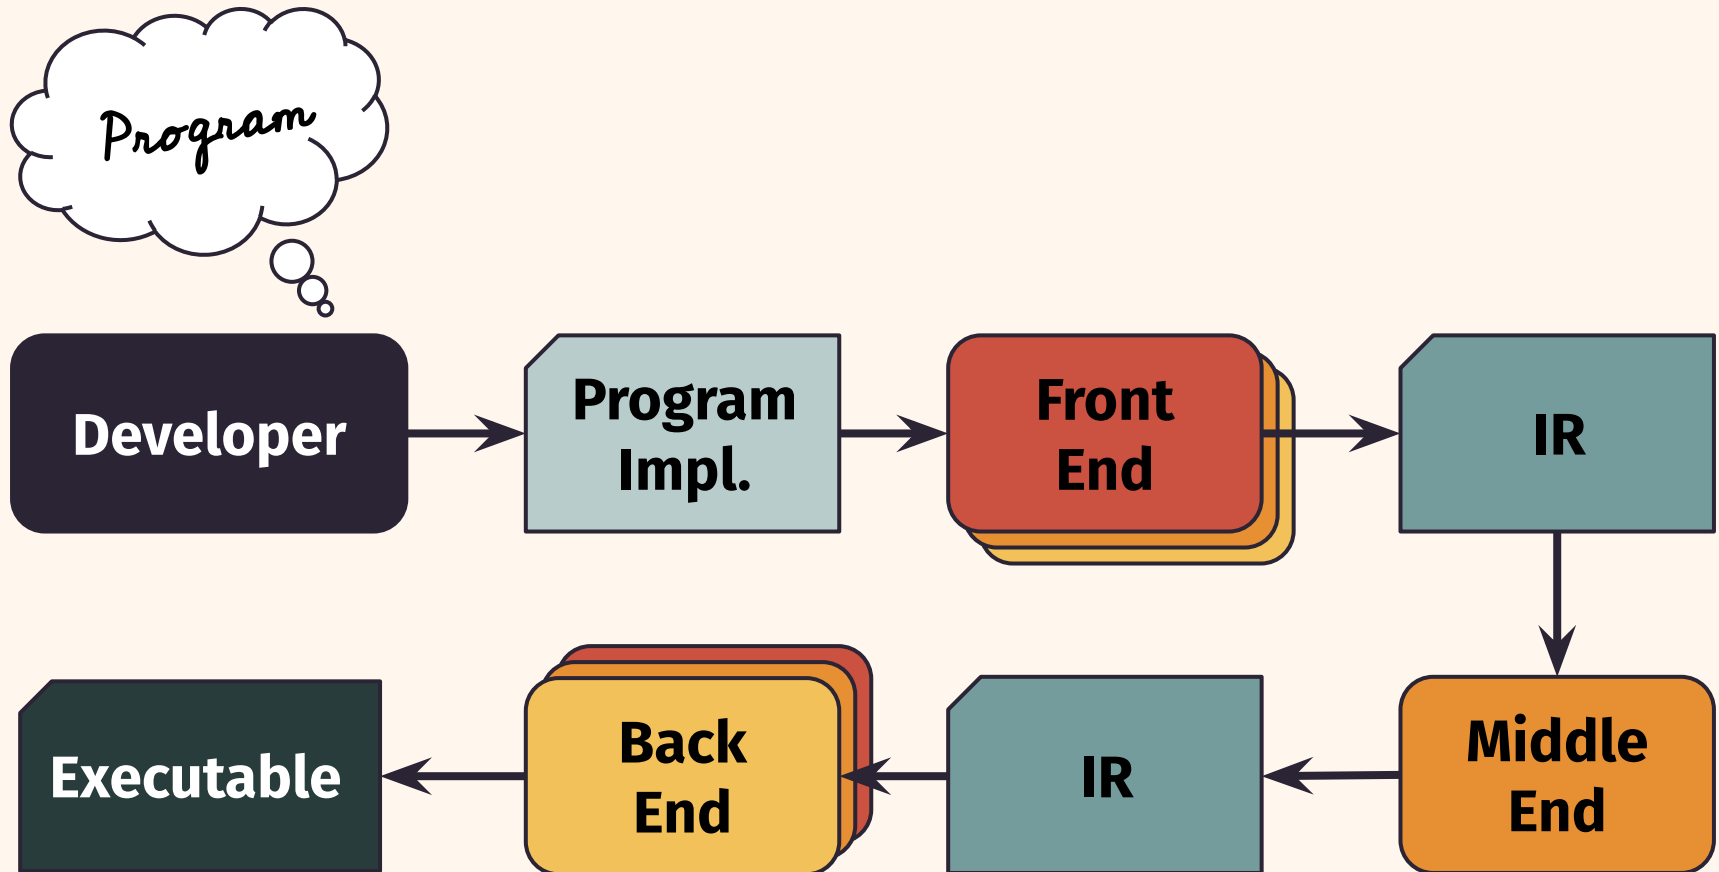 Program
Developer
Program
Impl.
Front
End
IR
Middle
End
IR
Back
End
Executable